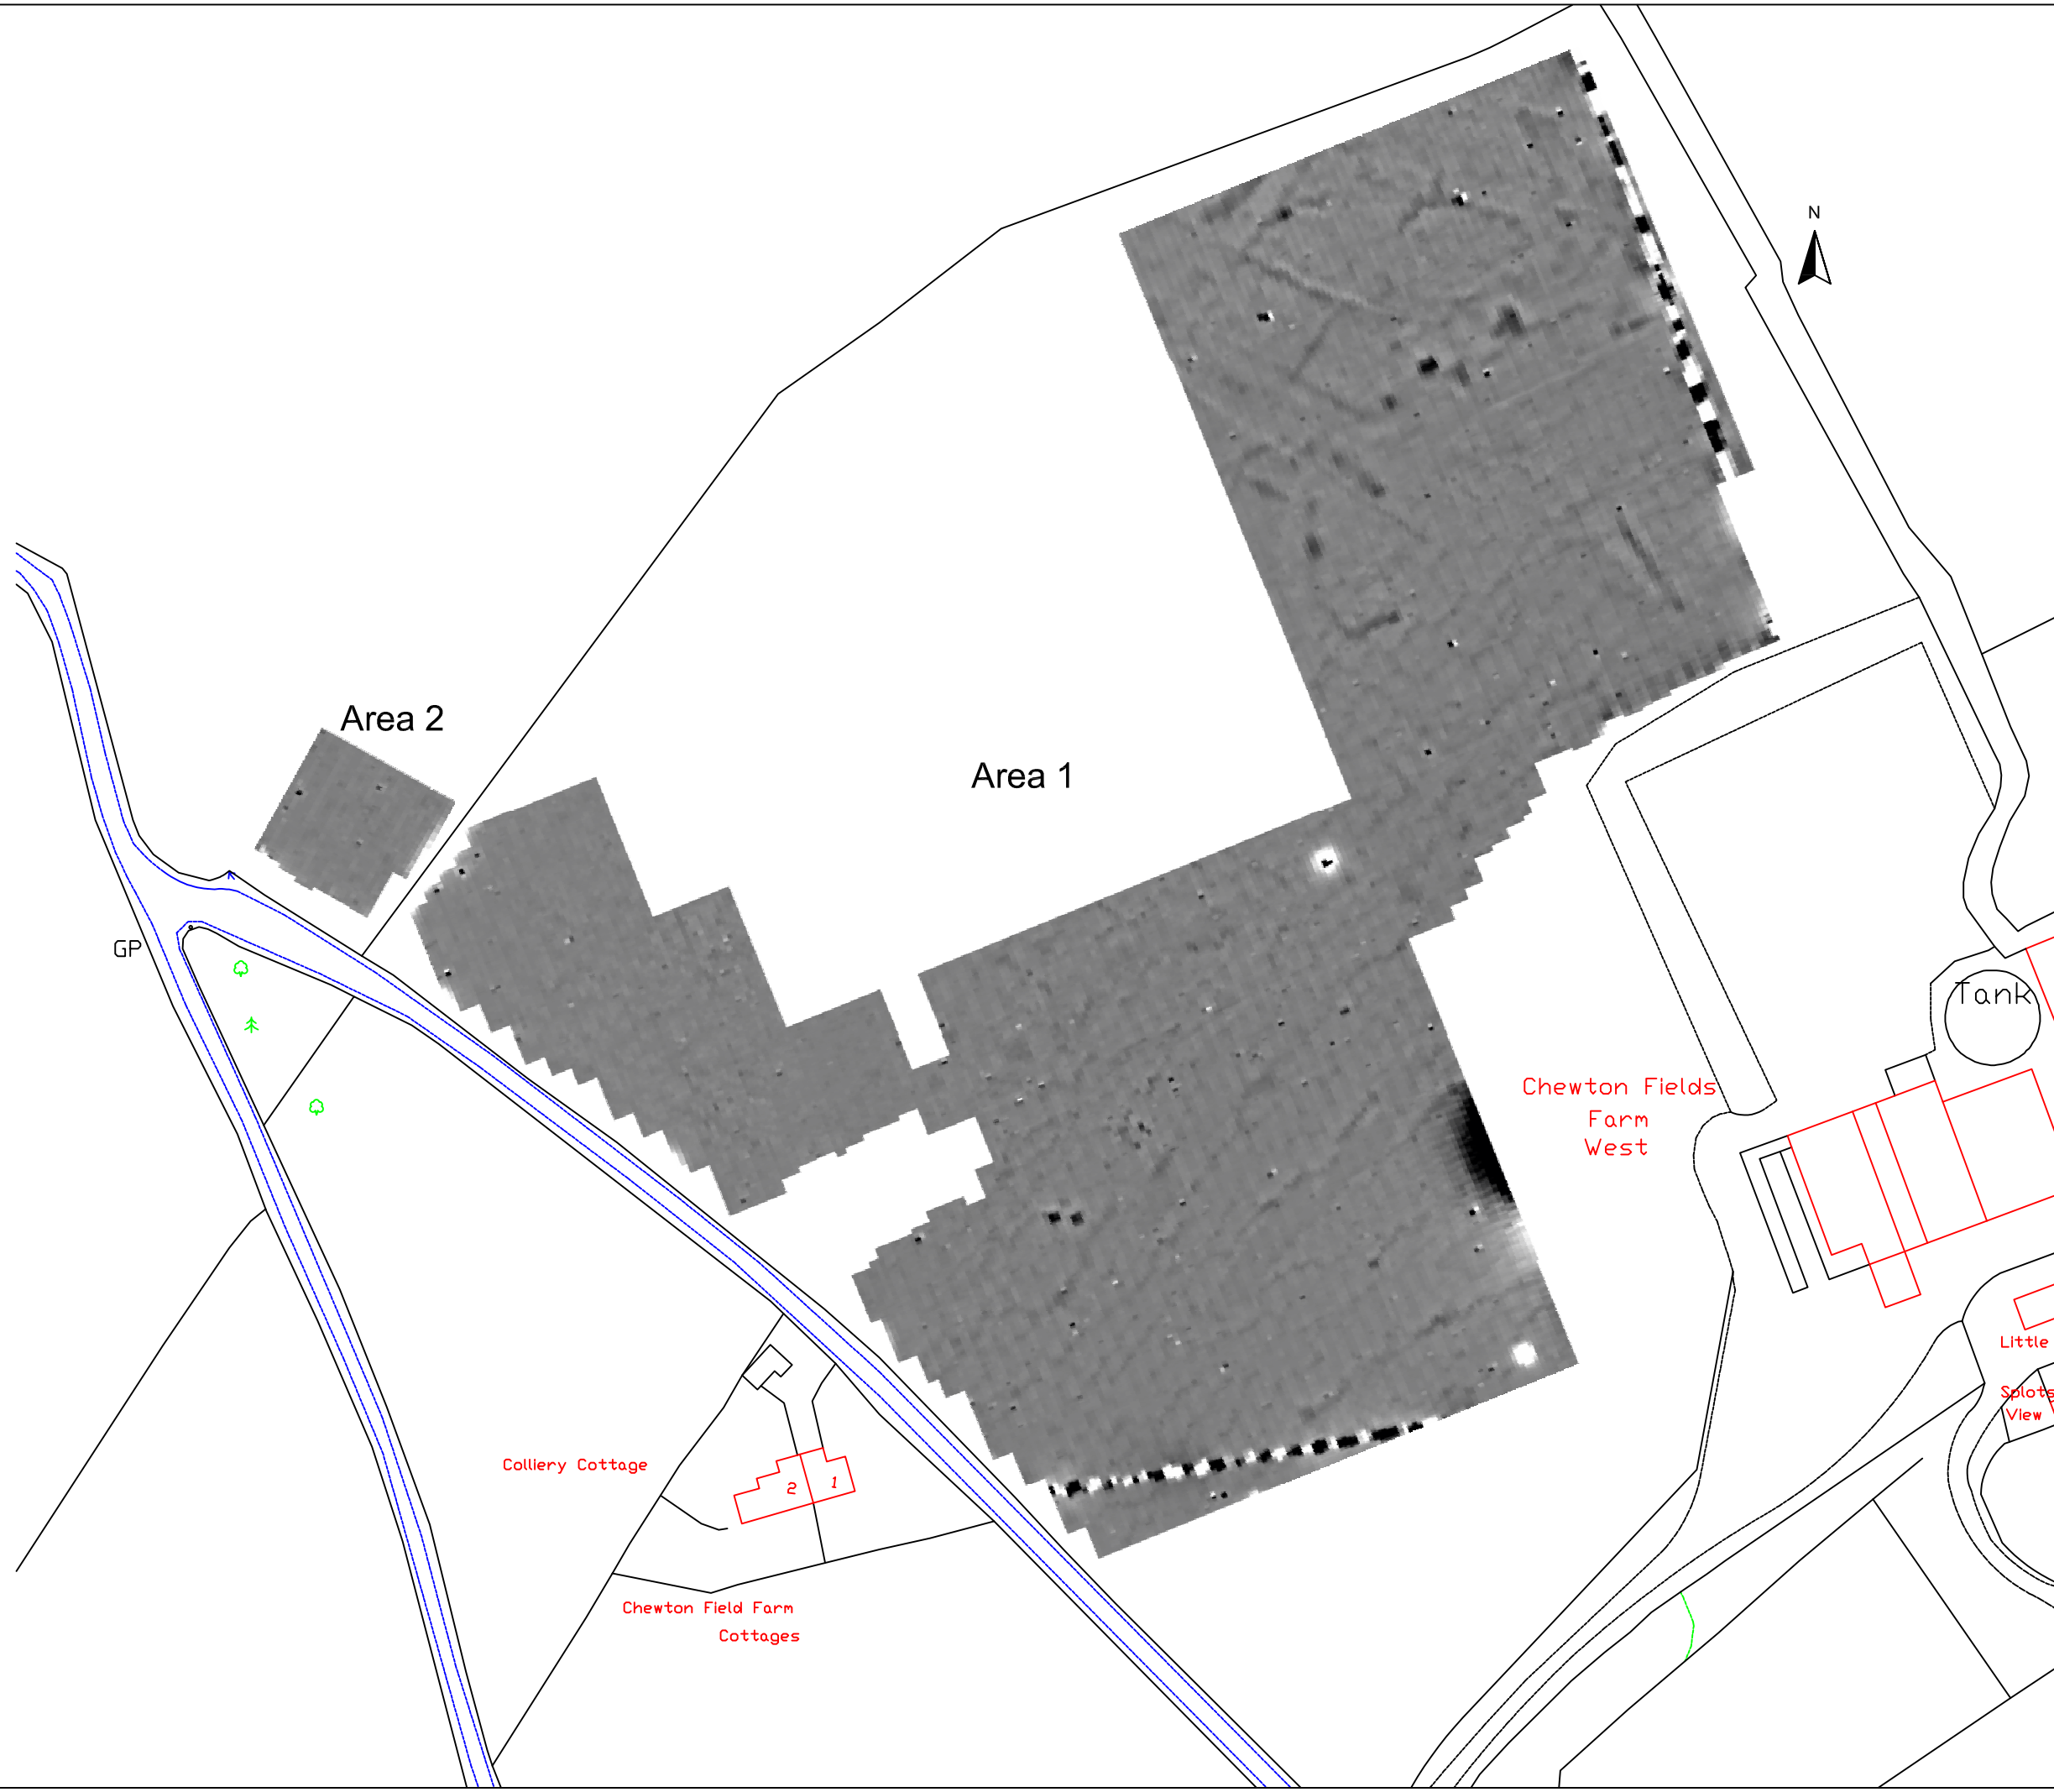 N
Area 2
Area 1
GP
Tank
Chewton Fields
Farm
West
Little
Splots
View
Colliery Cottage
2
1
Chewton Field Farm
Cottages